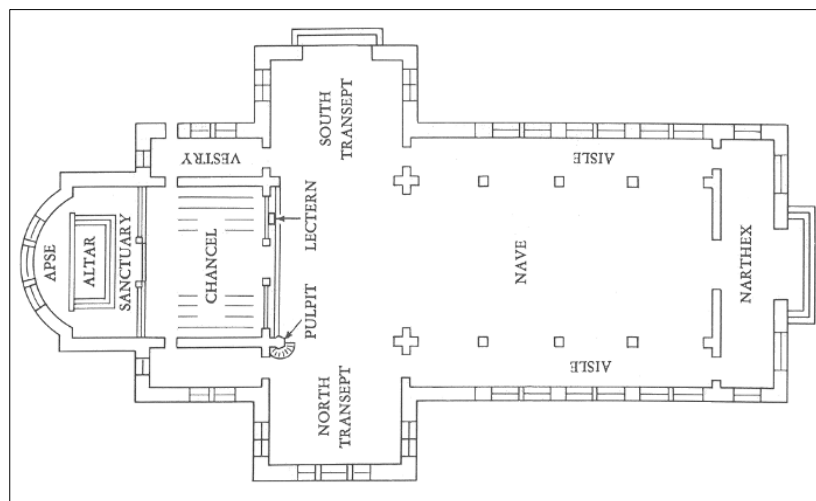 SOUTH
TRANSEPT
VESTRY
AISLE
LECTERN
APSE
ALTAR
SANCTUARY
CHANCEL
NAVE
NARTHEX
PULPIT
AISLE
NORTH
TRANSEPT